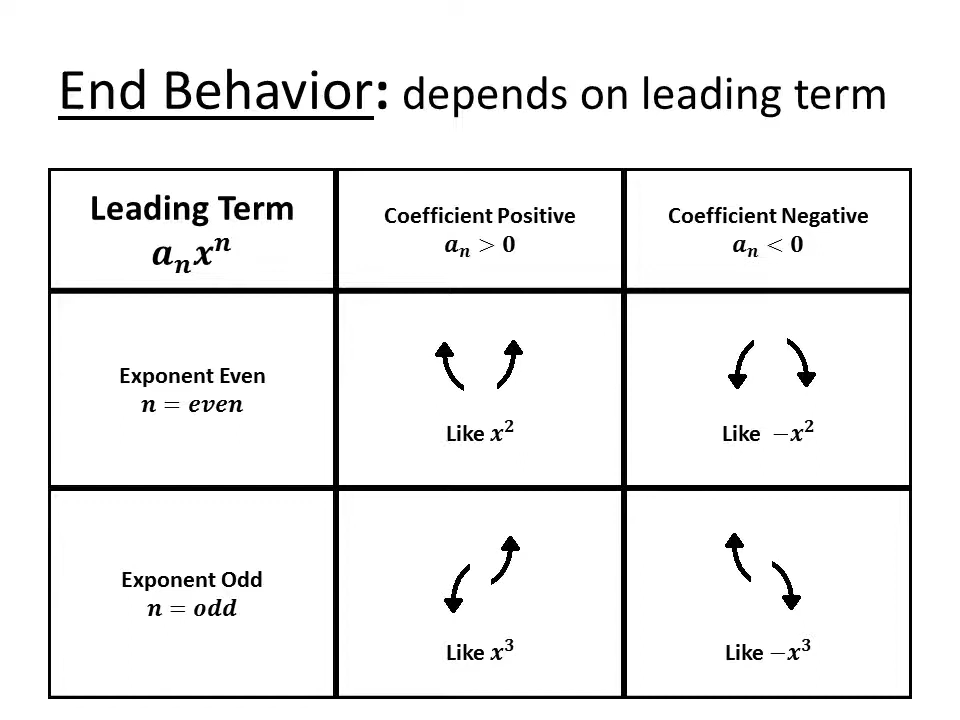 End Behavior: depends on leading term
Leading Term
aₙxⁿ
Coefficient Positive
aₙ > 0
Coefficient Negative
aₙ < 0
Exponent Even
n = even
Like x²
Like −x²
Exponent Odd
n = odd
Like x³
Like −x³